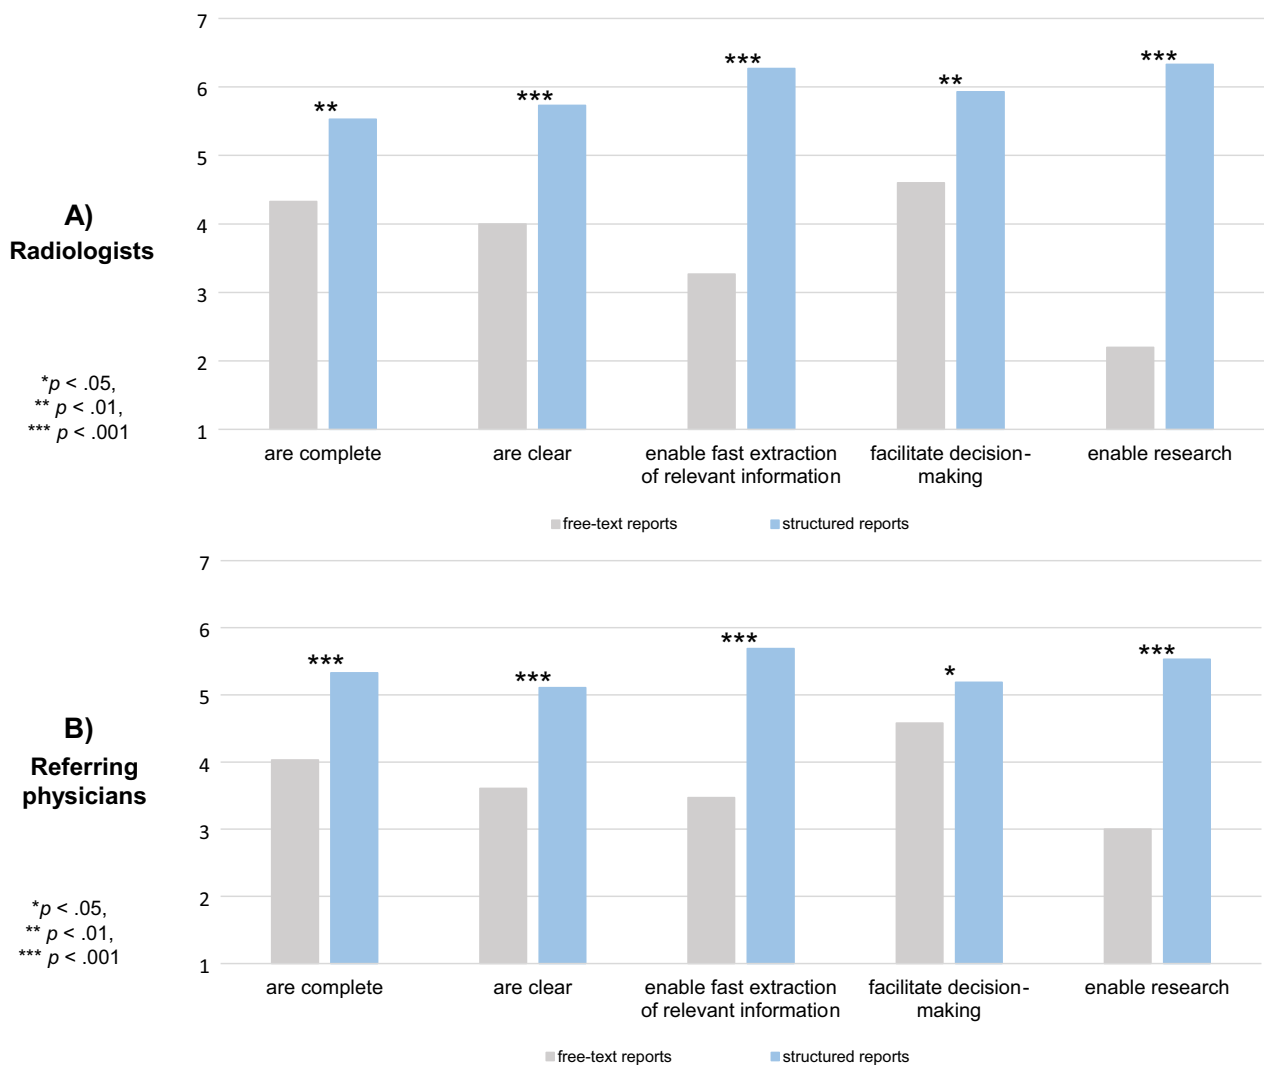 7
6
5
4
3
2
1
** 
***
***
**
***
A)
Radiologists
*p < .05,
** p < .01,
*** p < .001
are complete
are clear
enable fast extraction
of relevant information
facilitate decision-
making
enable research
free-text reports
structured reports
7
6
5
4
3
2
1
***
***
***
*
***
B)
Referring
physicians
*p < .05,
** p < .01,
*** p < .001
are complete
are clear
enable fast extraction
of relevant information
facilitate decision-
making
enable research
free-text reports
structured reports